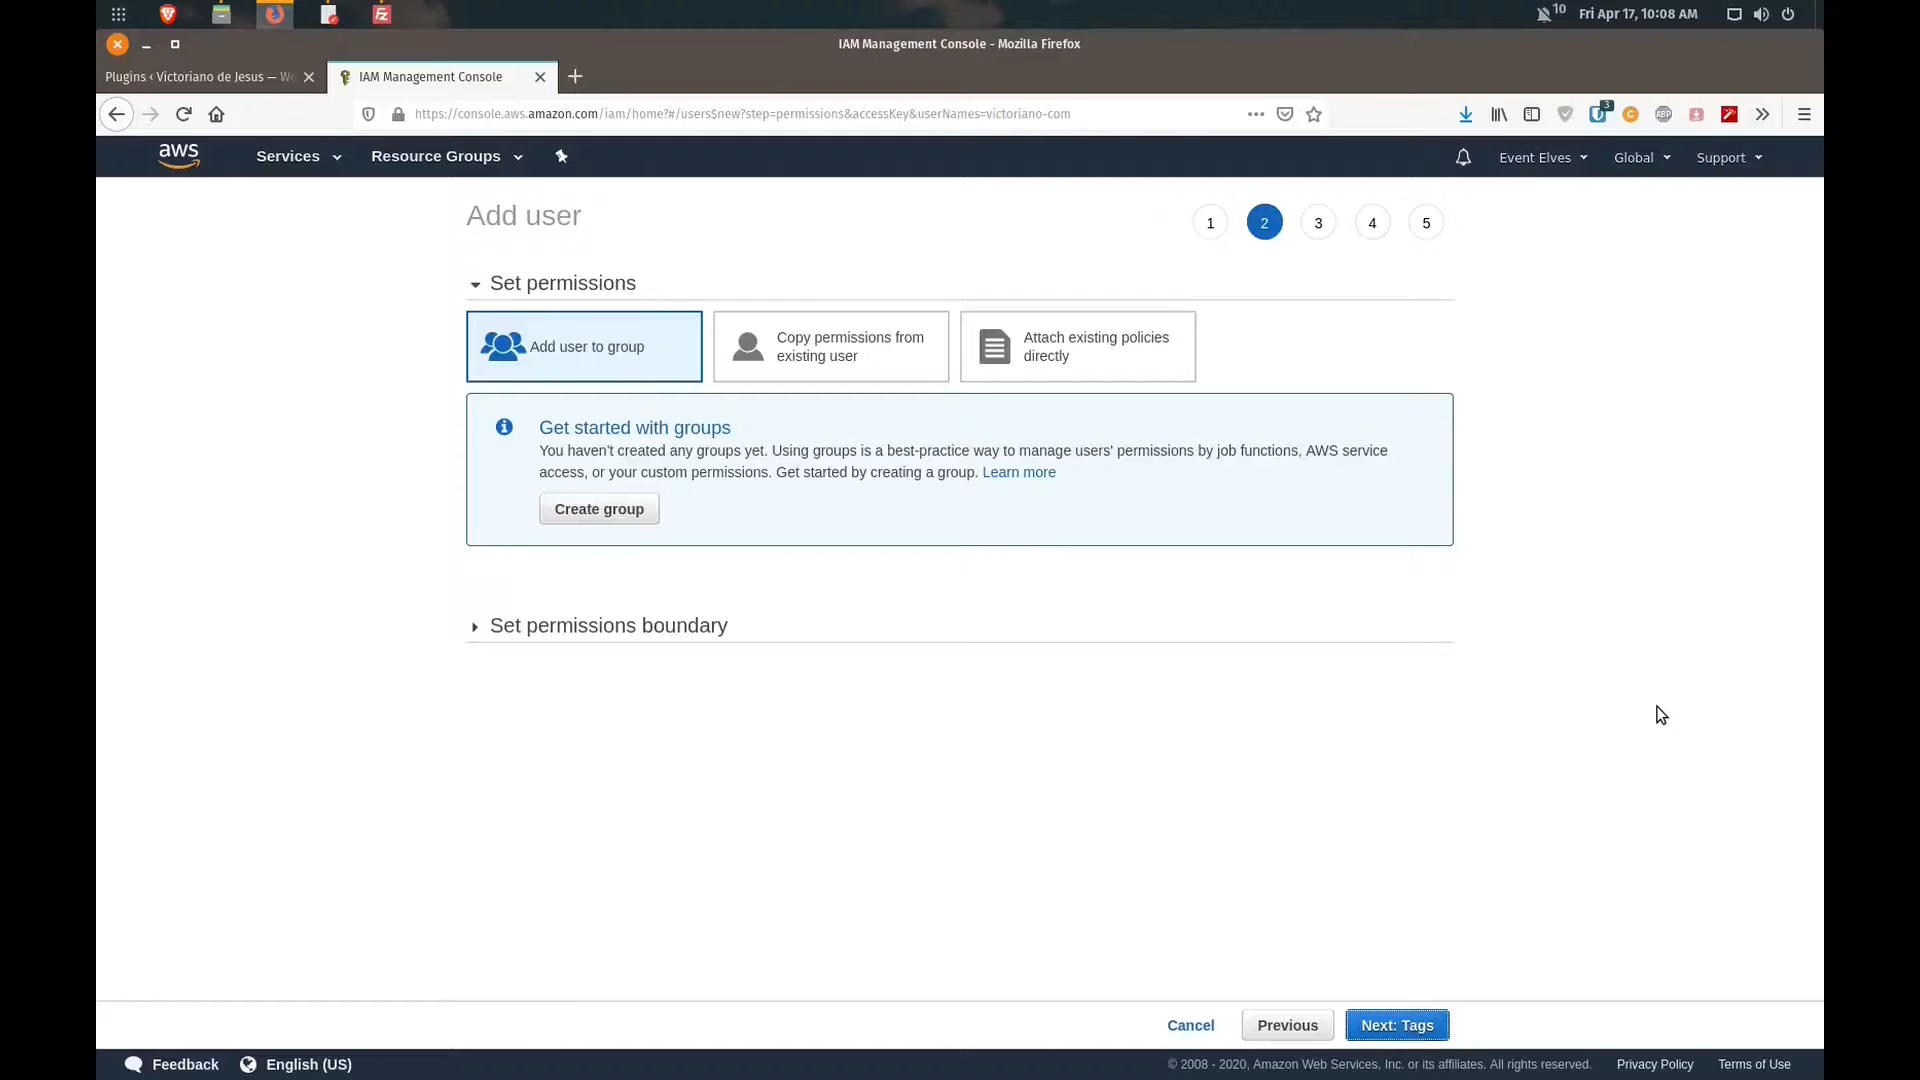 10 Fri Apr 17, 10:08 AM
IAM Management Console - Mozilla Firefox
Plugins ‹ Victoriano de Jesus — Wo
IAM Management Console
https://console.aws.amazon.com/iam/home?#/users$new?step=permissions&accessKey&userNames=victoriano-com
3
C
ABP
aws
Services
Resource Groups
Event Elves
Global
Support
Add user
1 2 3 4 5
Set permissions
Add user to group
Copy permissions from
existing user
Attach existing policies
directly
Get started with groups
You haven't created any groups yet. Using groups is a best-practice way to manage users' permissions by job functions, AWS service
access, or your custom permissions. Get started by creating a group. Learn more
Create group
Set permissions boundary
Cancel
Previous
Next: Tags
Feedback
English (US)
© 2008 - 2020, Amazon Web Services, Inc. or its affiliates. All rights reserved.
Privacy Policy
Terms of Use